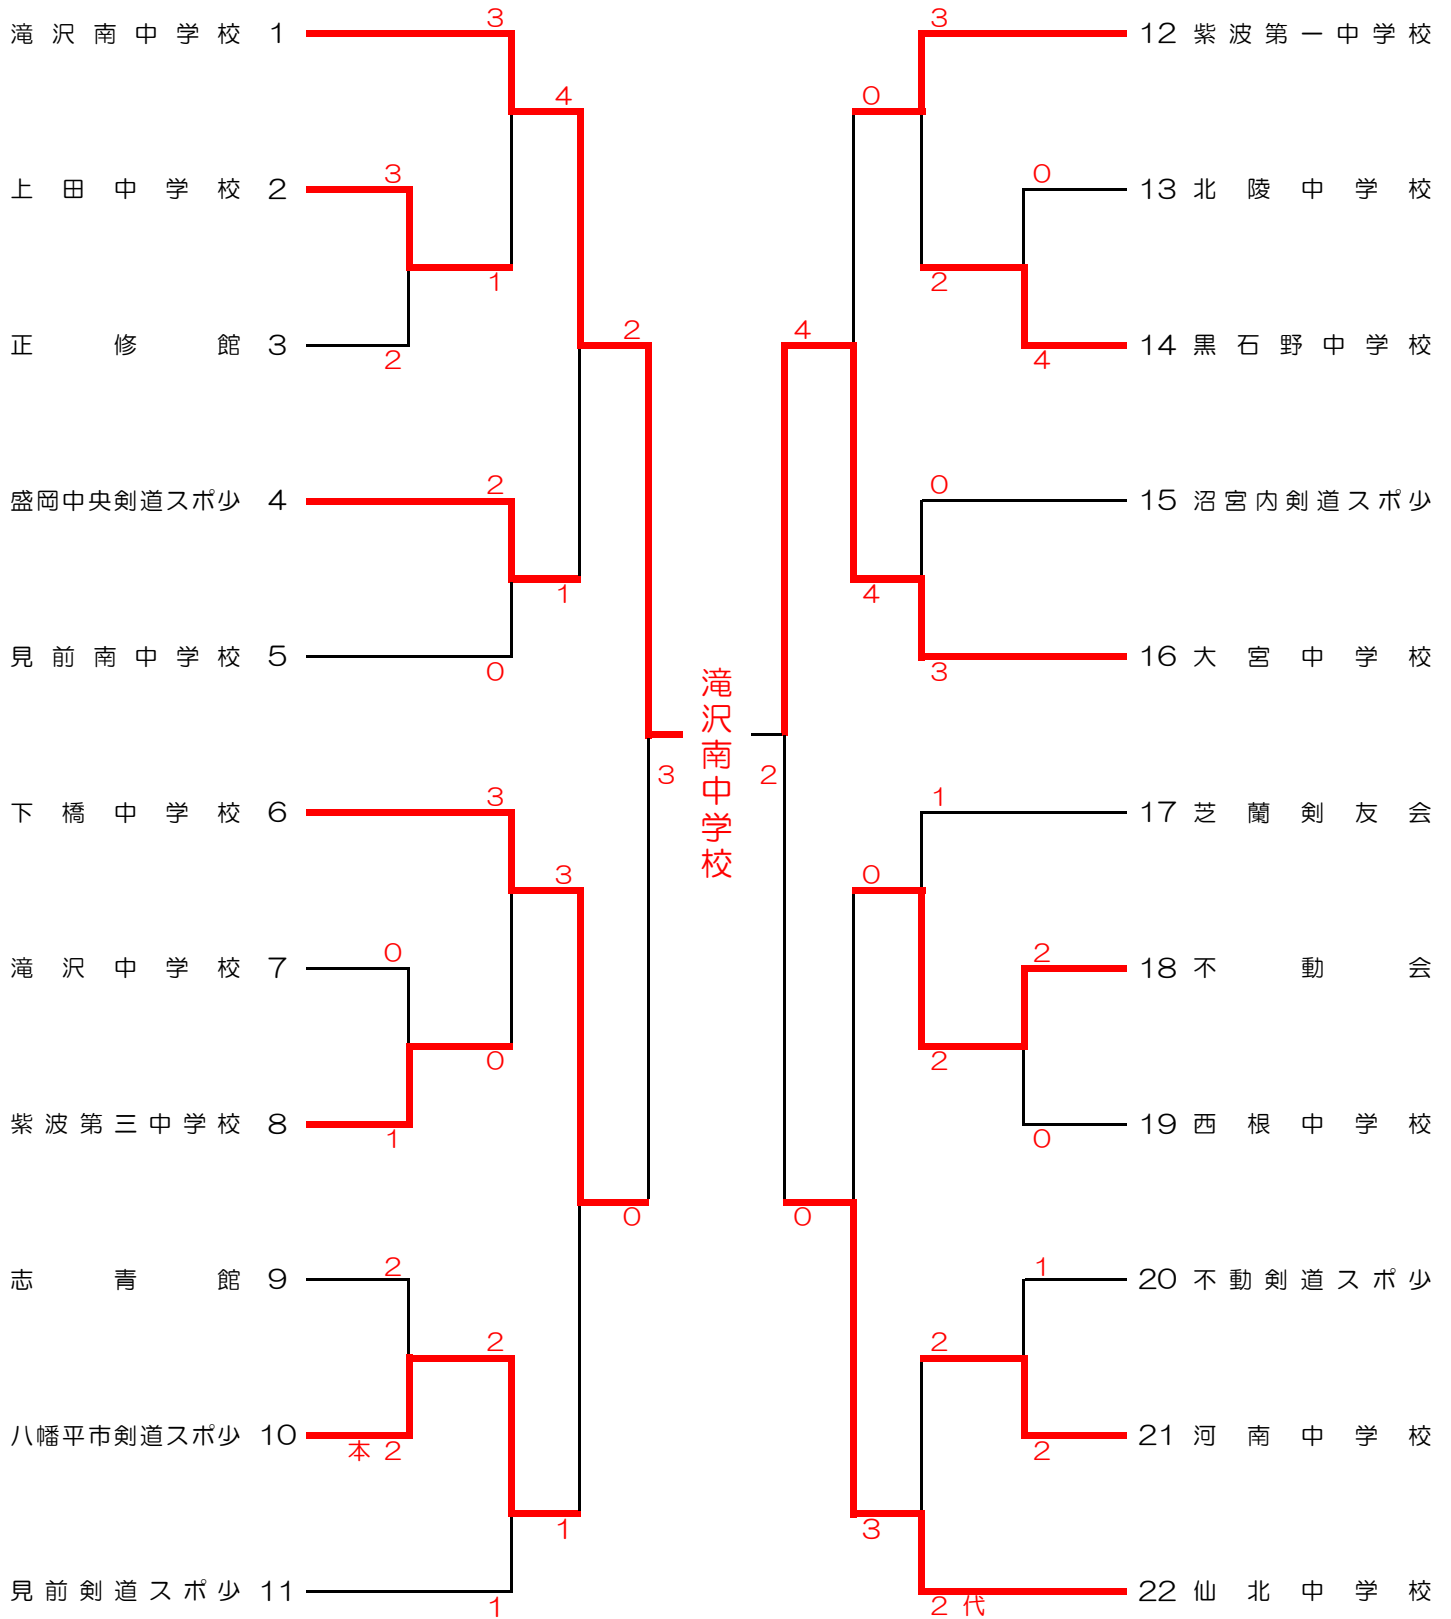 3
滝沢南中学校 1
4
上田中学校 2
3
1
正修館 3
2
2
盛岡中央剣道スポ少 4
2
1
見前南中学校 5
0
3
下橋中学校 6
3
3
滝沢中学校 7
0
0
紫波第三中学校 8
1
0
志青館 9
2
2
八幡平市剣道スポ少 10
本 2
1
見前剣道スポ少 11
1
滝沢南中学校
3
12 紫波第一中学校
0
0
13 北陵中学校
2
4
14 黒石野中学校
4
0
15 沼宮内剣道スポ少
4
16 大宮中学校
3
2
1
17 芝蘭剣友会
0
2
18 不動会
2
19 西根中学校
0
0
1
20 不動剣道スポ少
2
21 河南中学校
2
3
22 仙北中学校
2 代